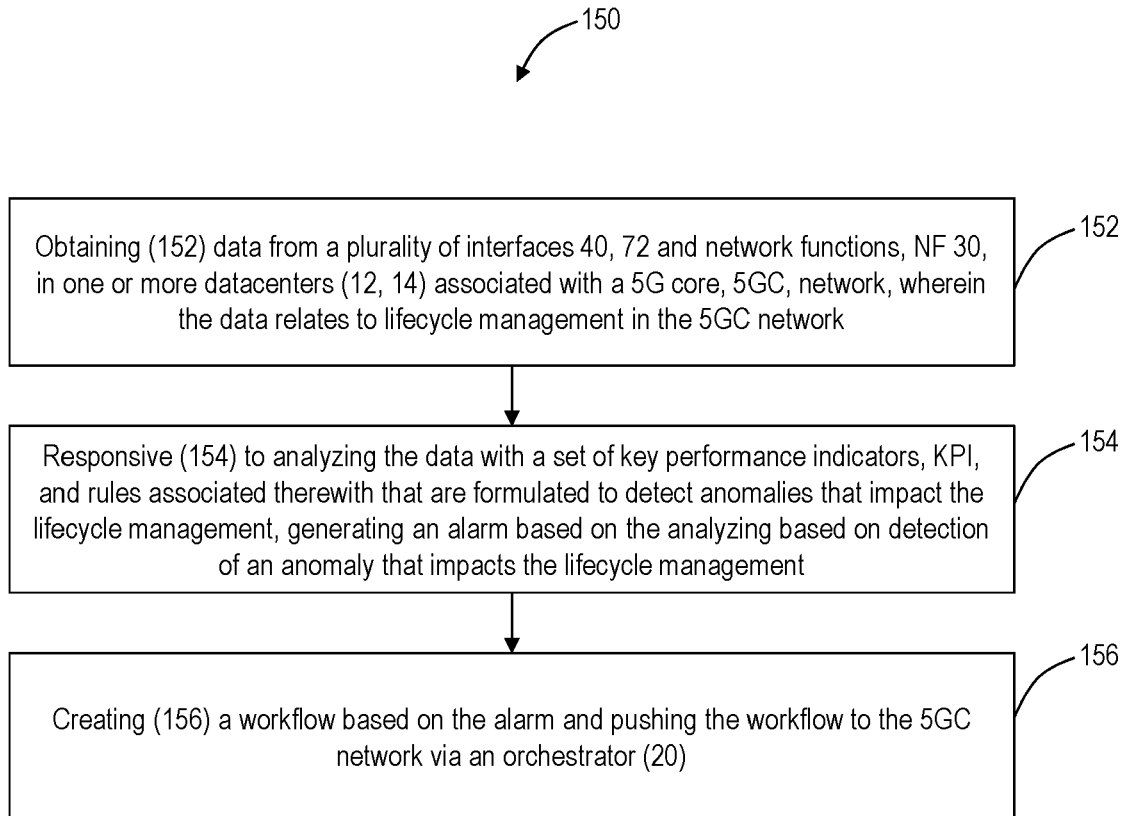 150
152
Obtaining (152) data from a plurality of interfaces 40, 72 and network functions, NF 30,
in one or more datacenters (12, 14) associated with a 5G core, 5GC, network, wherein
the data relates to lifecycle management in the 5GC network
154
Responsive (154) to analyzing the data with a set of key performance indicators, KPI,
and rules associated therewith that are formulated to detect anomalies that impact the
lifecycle management, generating an alarm based on the analyzing based on detection
of an anomaly that impacts the lifecycle management
156
Creating (156) a workflow based on the alarm and pushing the workflow to the 5GC
network via an orchestrator (20)